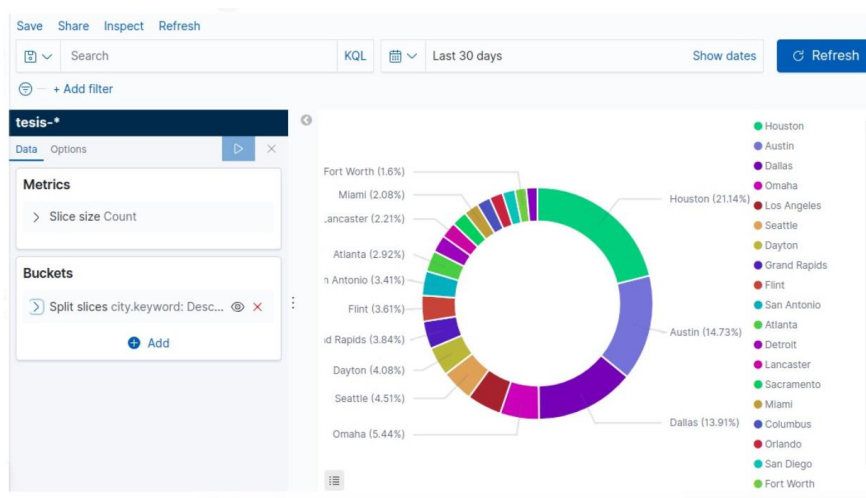 Save Share Inspect Refresh
Search KQL Last 30 days Show dates Refresh
+ Add filter
tesis-*
Data Options
Metrics
Slice size Count
Buckets
Split slices city.keyword: Desc...
Add
Fort Worth (1.6%)
Miami (2.08%)
ancaster (2.21%)
Atlanta (2.92%)
n Antonio (3.41%)
Flint (3.61%)
d Rapids (3.84%)
Dayton (4.08%)
Seattle (4.51%)
Omaha (5.44%)
Houston (21.14%)
Austin (14.73%)
Dallas (13.91%)
Houston
Austin
Dallas
Omaha
Los Angeles
Seattle
Dayton
Grand Rapids
Flint
San Antonio
Atlanta
Detroit
Lancaster
Sacramento
Miami
Columbus
Orlando
San Diego
Fort Worth